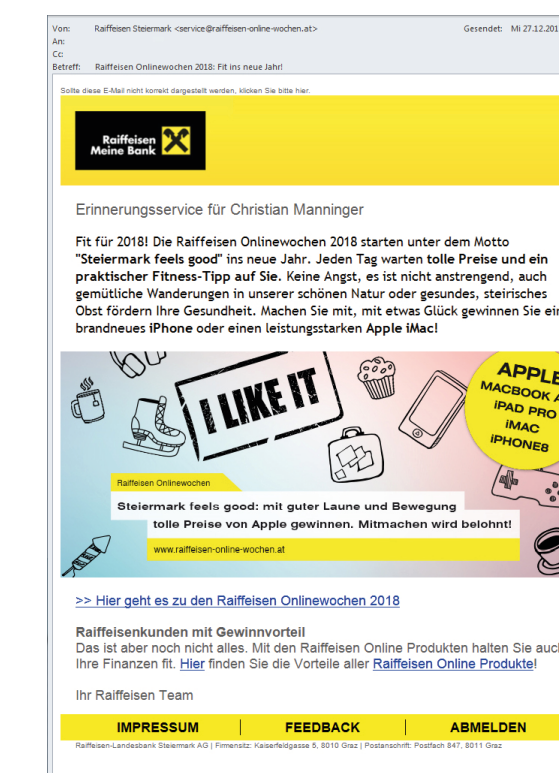 Von: Raiffeisen Steiermark <service@raiffeisen-online-wochen.at> Gesendet: Mi 27.12.201
An:
Cc:
Betreff: Raiffeisen Onlinewochen 2018: Fit ins neue Jahr!
Sollte diese E-Mail nicht korrekt dargestellt werden, klicken Sie bitte hier.
Raiffeisen
Meine Bank
Erinnerungsservice für Christian Manninger
Fit für 2018! Die Raiffeisen Onlinewochen 2018 starten unter dem Motto
"Steiermark feels good" ins neue Jahr. Jeden Tag warten tolle Preise und ein
praktischer Fitness-Tipp auf Sie. Keine Angst, es ist nicht anstrengend, auch
gemütliche Wanderungen in unserer schönen Natur oder gesundes, steirisches
Obst fördern Ihre Gesundheit. Machen Sie mit, mit etwas Glück gewinnen Sie ein
brandneues iPhone oder einen leistungsstarken Apple iMac!
I LIKE IT
APPLE
MACBOOK A
iPAD PRO
iMAC
iPHONE8
Raiffeisen Onlinewochen
Steiermark feels good: mit guter Laune und Bewegung
tolle Preise von Apple gewinnen. Mitmachen wird belohnt!
www.raiffeisen-online-wochen.at
>> Hier geht es zu den Raiffeisen Onlinewochen 2018
Raiffeisenkunden mit Gewinnvorteil
Das ist aber noch nicht alles. Mit den Raiffeisen Online Produkten halten Sie auch
Ihre Finanzen fit. Hier finden Sie die Vorteile aller Raiffeisen Online Produkte!
Ihr Raiffeisen Team
IMPRESSUM | FEEDBACK | ABMELDEN
Raiffeisen-Landesbank Steiermark AG | Firmensitz: Kaiserfeldgasse 5, 8010 Graz | Postanschrift: Postfach 847, 8011 Graz